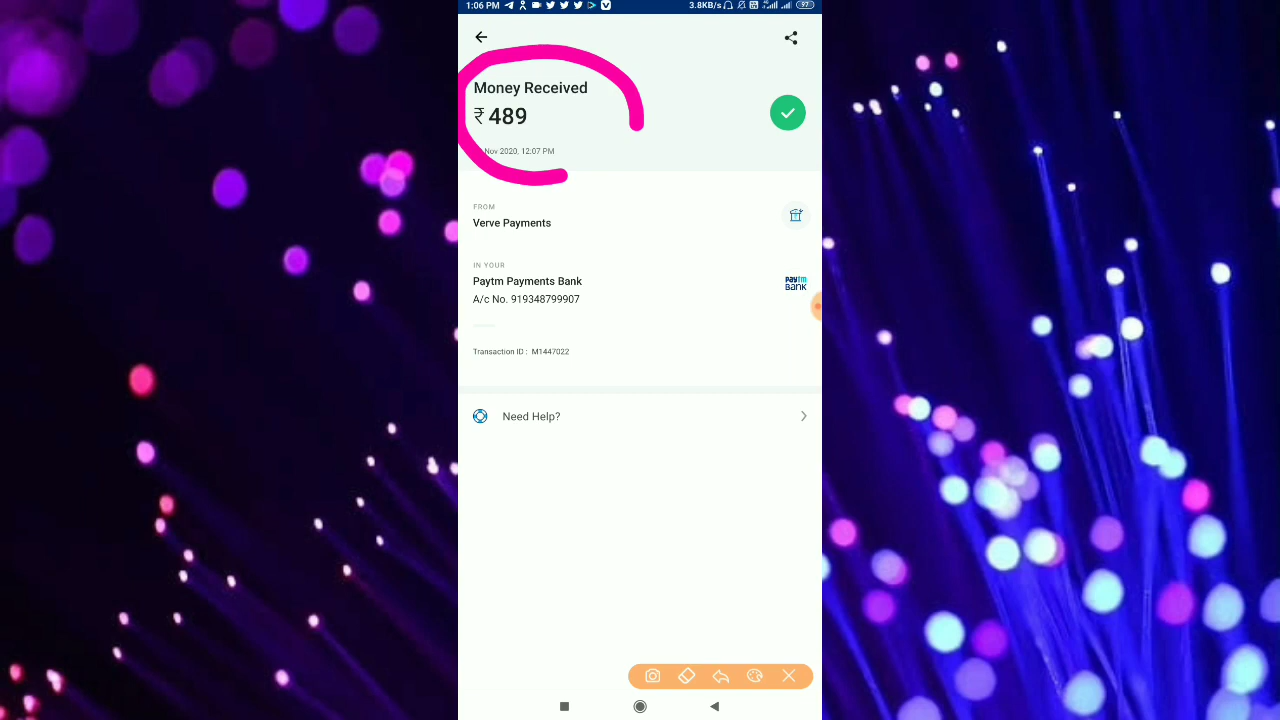 1:06 PM 3.8KB/s 97
Money Received
₹ 489
Nov 2020, 12:07 PM
FROM
Verve Payments
IN YOUR
Paytm Payments Bank
paytm
BANK
A/c No. 919348799907
Transaction ID : M1447022
Need Help?